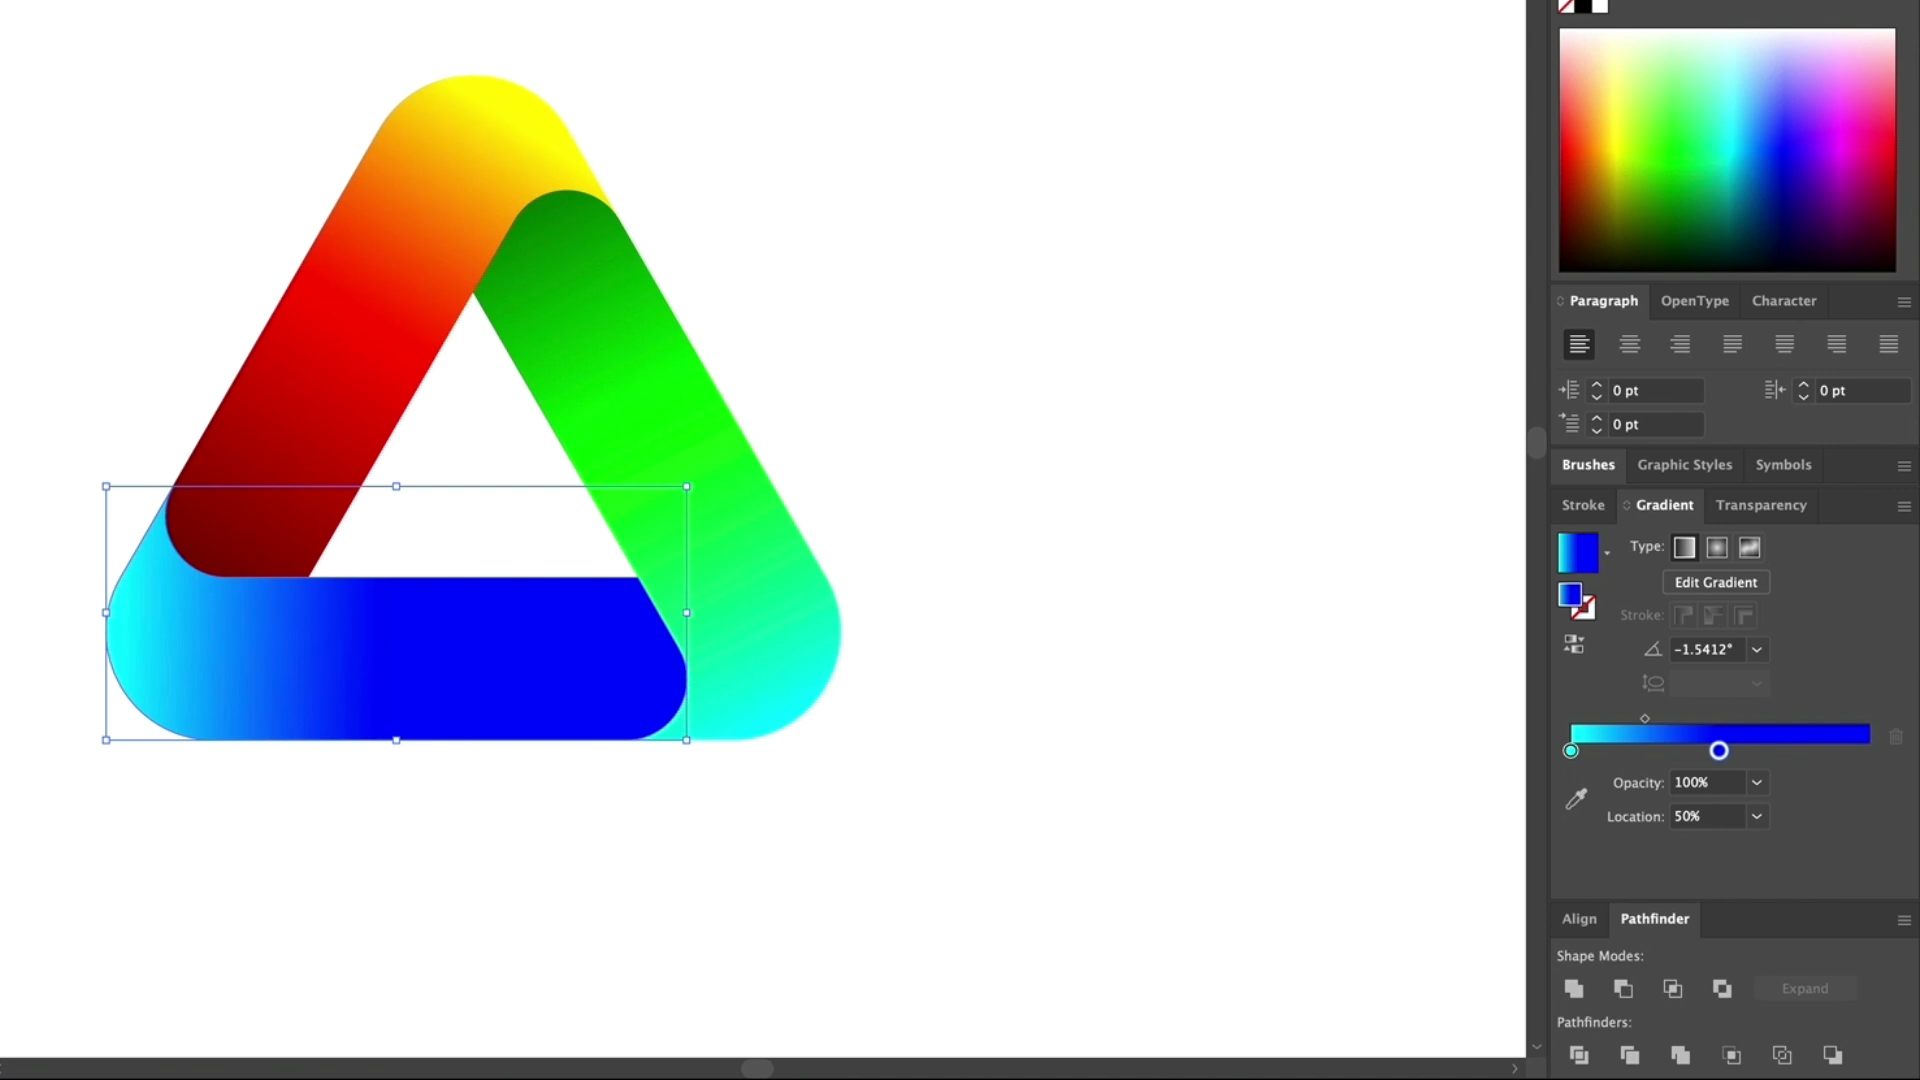 Paragraph OpenType Character
0 pt 0 pt
0 pt
Brushes Graphic Styles Symbols
Stroke Gradient Transparency
Type:
Edit Gradient
Stroke:
-1.5412°
Opacity: 100%
Location: 50%
Align Pathfinder
Shape Modes:
Expand
Pathfinders: